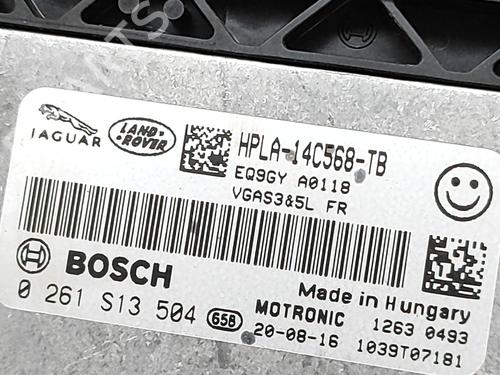 JAGUAR
LAND-
ROVER
HPLA-14C568-TB
EQ9GY A0118
VGAS3&5L FR
BOSCH
Made in Hungary
0 261 S13 504 658
MOTRONIC 1263 0493
20-08-16 1039T07181